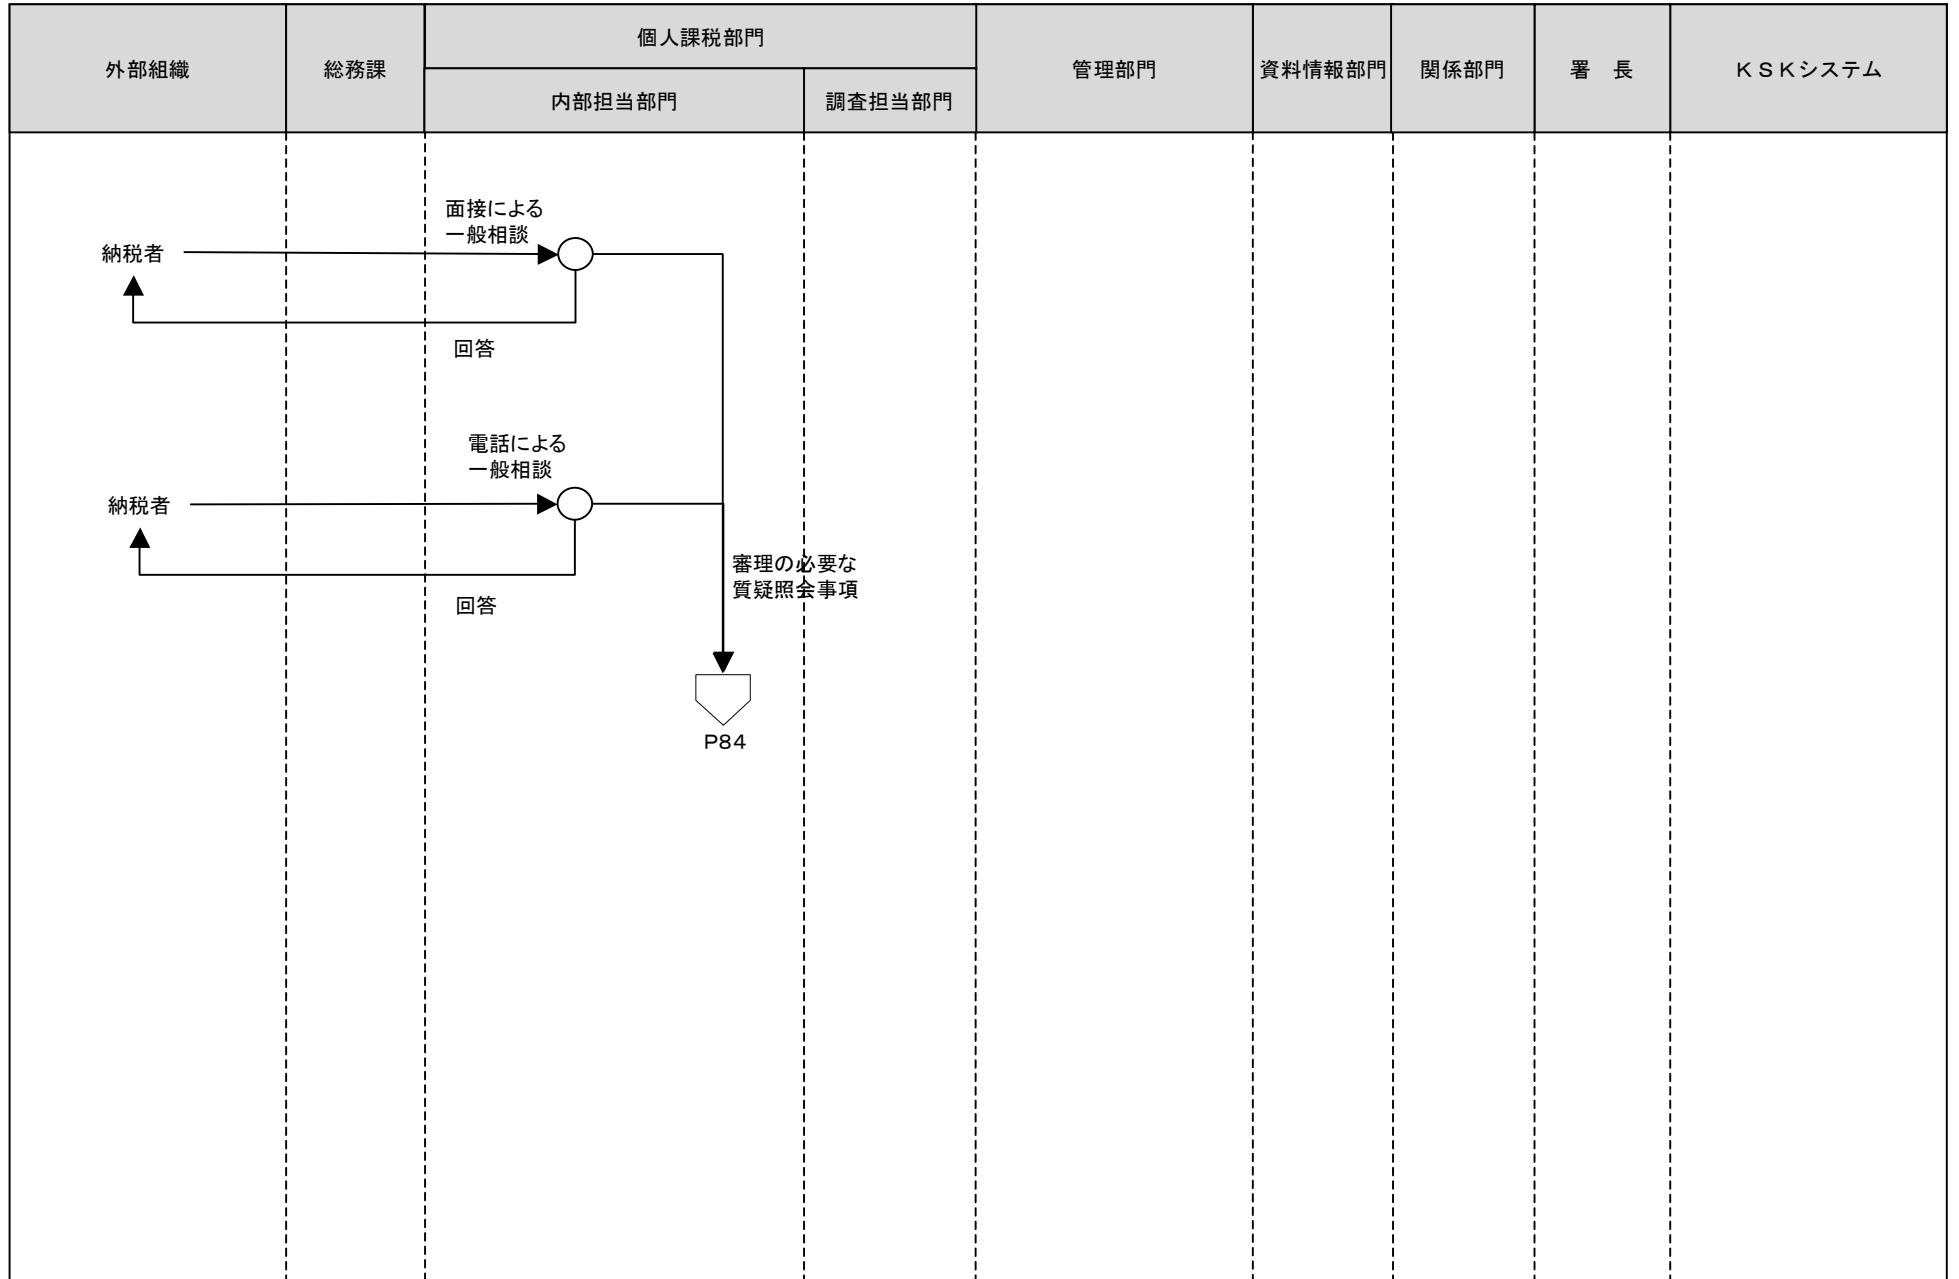 外部組織
総務課
個人課税部門
内部担当部門
調査担当部門
管理部門
資料情報部門
関係部門
署　長
ＫＳＫシステム
面接による
一般相談
納税者
回答
電話による
一般相談
納税者
審理の必要な
質疑照会事項
回答
P84